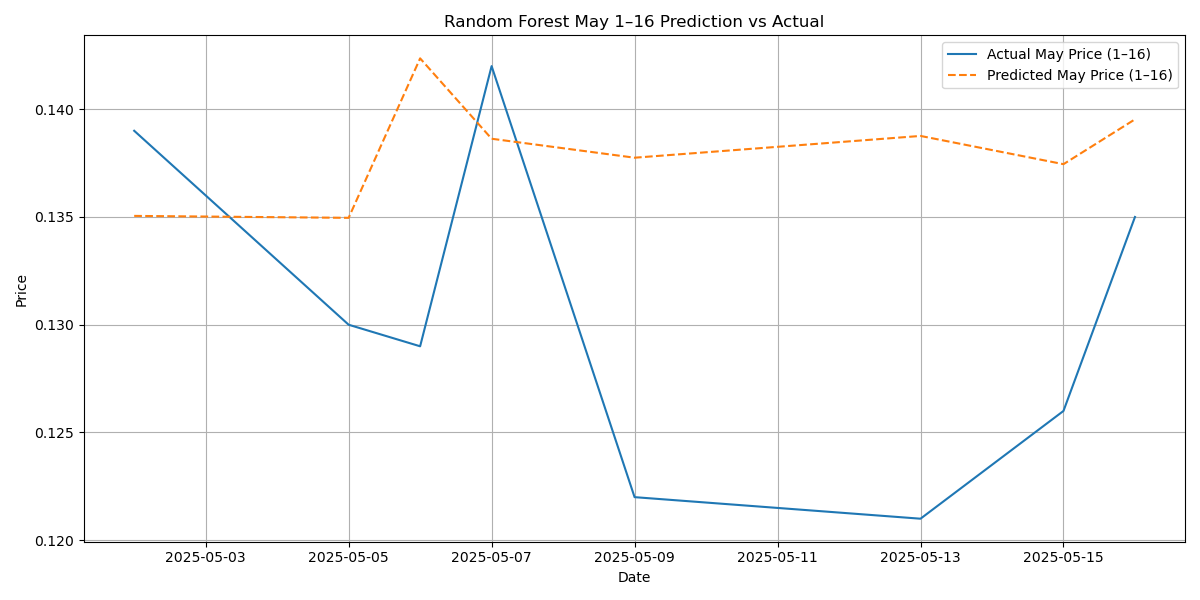 Random Forest May 1–16 Prediction vs Actual
Actual May Price (1–16)
Predicted May Price (1–16)
Price
0.140
0.135
0.130
0.125
0.120
2025-05-03 2025-05-05 2025-05-07 2025-05-09 2025-05-11 2025-05-13 2025-05-15
Date